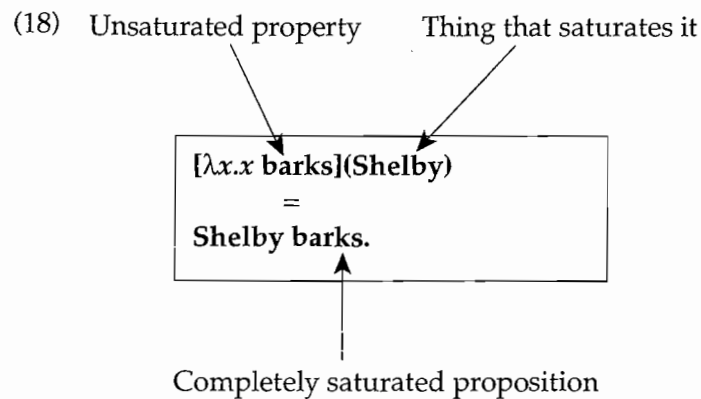 (18) Unsaturated property Thing that saturates it
[λx.x barks](Shelby)
=
Shelby barks.
Completely saturated proposition